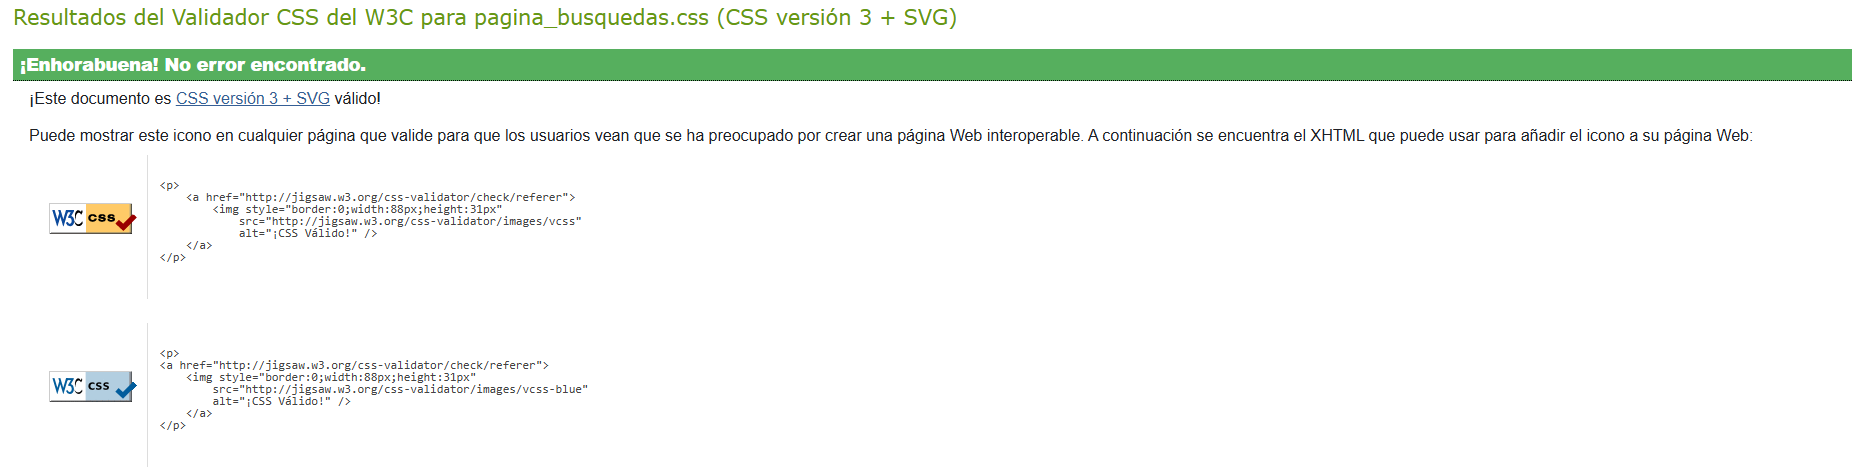 Resultados del Validador CSS del W3C para pagina_busquedas.css (CSS versión 3 + SVG)
¡Enhorabuena! No error encontrado.
¡Este documento es CSS versión 3 + SVG válido!
Puede mostrar este icono en cualquier página que valide para que los usuarios vean que se ha preocupado por crear una página Web interoperable. A continuación se encuentra el XHTML que puede usar para añadir el icono a su página Web:
W3C css
<p>
    <a href="http://jigsaw.w3.org/css-validator/check/referer">
        <img style="border:0;width:88px;height:31px"
            src="http://jigsaw.w3.org/css-validator/images/vcss"
            alt="¡CSS Válido!" />
    </a>
</p>
W3C css
<p>
<a href="http://jigsaw.w3.org/css-validator/check/referer">
    <img style="border:0;width:88px;height:31px"
        src="http://jigsaw.w3.org/css-validator/images/vcss-blue"
        alt="¡CSS Válido!" />
    </a>
</p>